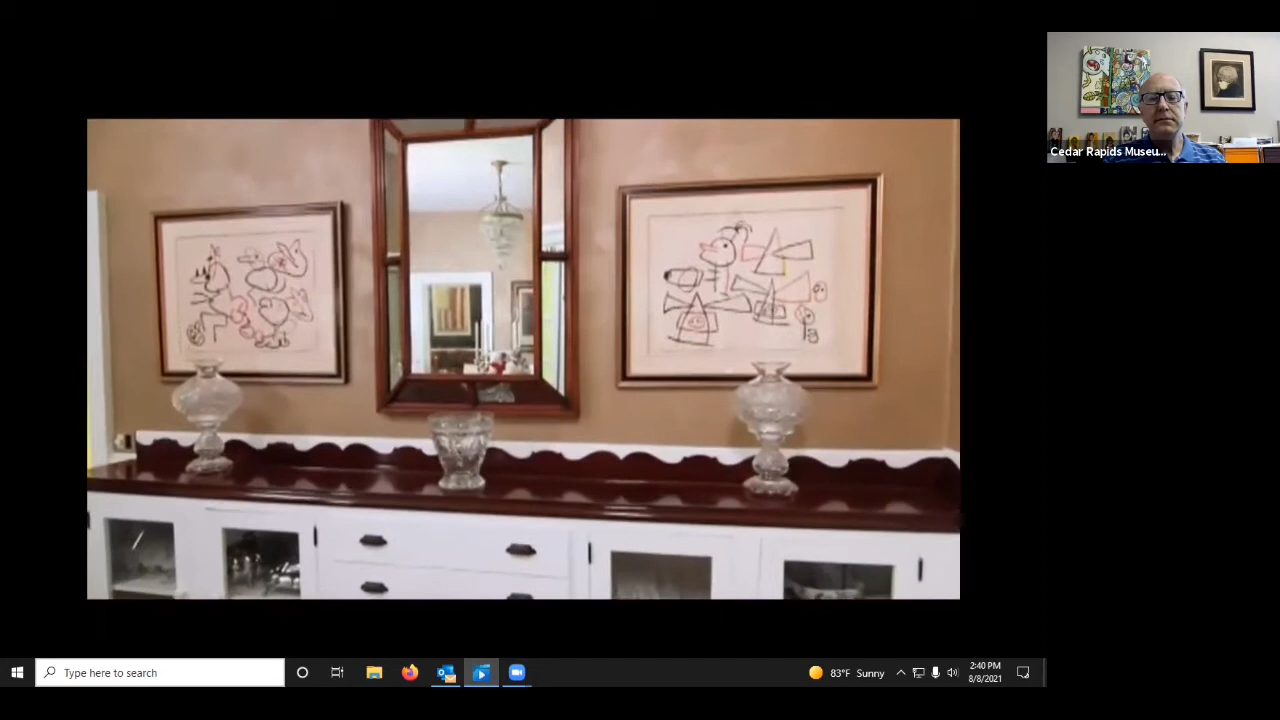 Cedar Rapids Museu...
Type here to search
83°F Sunny
2:40 PM
8/8/2021